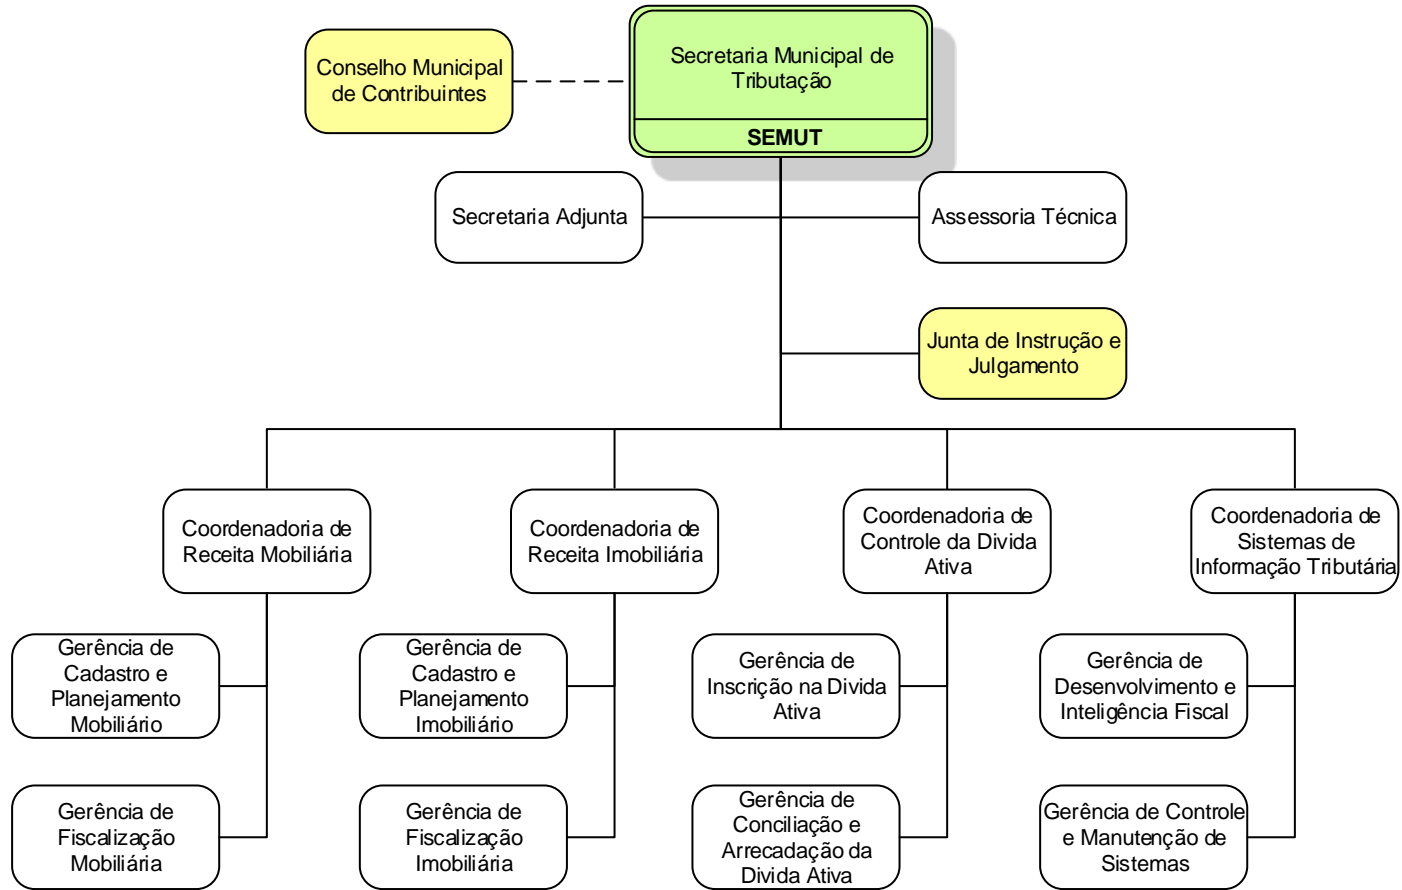 Conselho Municipal
de Contribuintes
Secretaria Municipal de
Tributação
SEMUT
Secretaria Adjunta
Assessoria Técnica
Junta de Instrução e
Julgamento
Coordenadoria de
Receita Mobiliária
Coordenadoria de
Receita Imobiliária
Coordenadoria de
Controle da Divida
Ativa
Coordenadoria de
Sistemas de
Informação Tributária
Gerência de
Cadastro e
Planejamento
Mobiliário
Gerência de
Cadastro e
Planejamento
Imobiliário
Gerência de
Inscrição na Divida
Ativa
Gerência de
Desenvolvimento e
Inteligência Fiscal
Gerência de
Fiscalização
Mobiliária
Gerência de
Fiscalização
Imobiliária
Gerência de
Conciliação e
Arrecadação da
Divida Ativa
Gerência de Controle
e Manutenção de
Sistemas